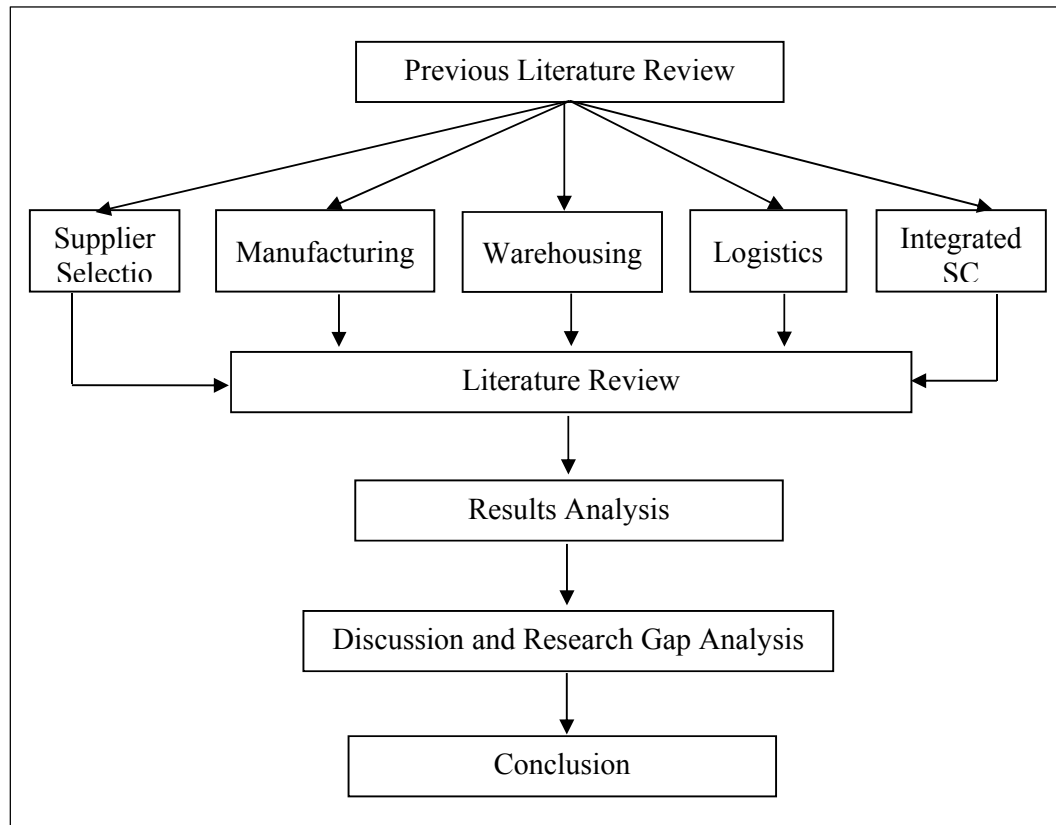 Previous Literature Review
Supplier
Selectio
Manufacturing
Warehousing
Logistics
Integrated
SC
Literature Review
Results Analysis
Discussion and Research Gap Analysis
Conclusion